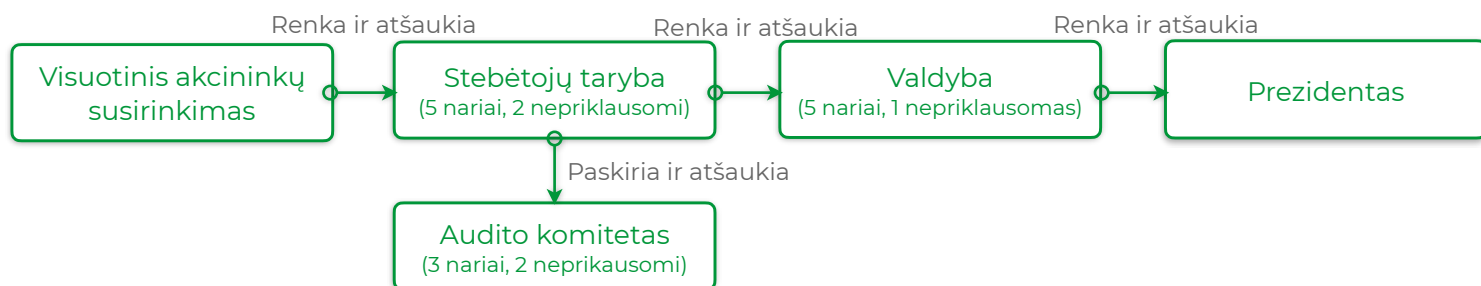 Renka ir atšaukia
Renka ir atšaukia
Renka ir atšaukia
Visuotinis akcininkų
susirinkimas
Stebėtojų taryba
(5 nariai, 2 nepriklausomi)
Valdyba
(5 nariai, 1 nepriklausomas)
Prezidentas
Paskiria ir atšaukia
Audito komitetas
(3 nariai, 2 neprikausomi)